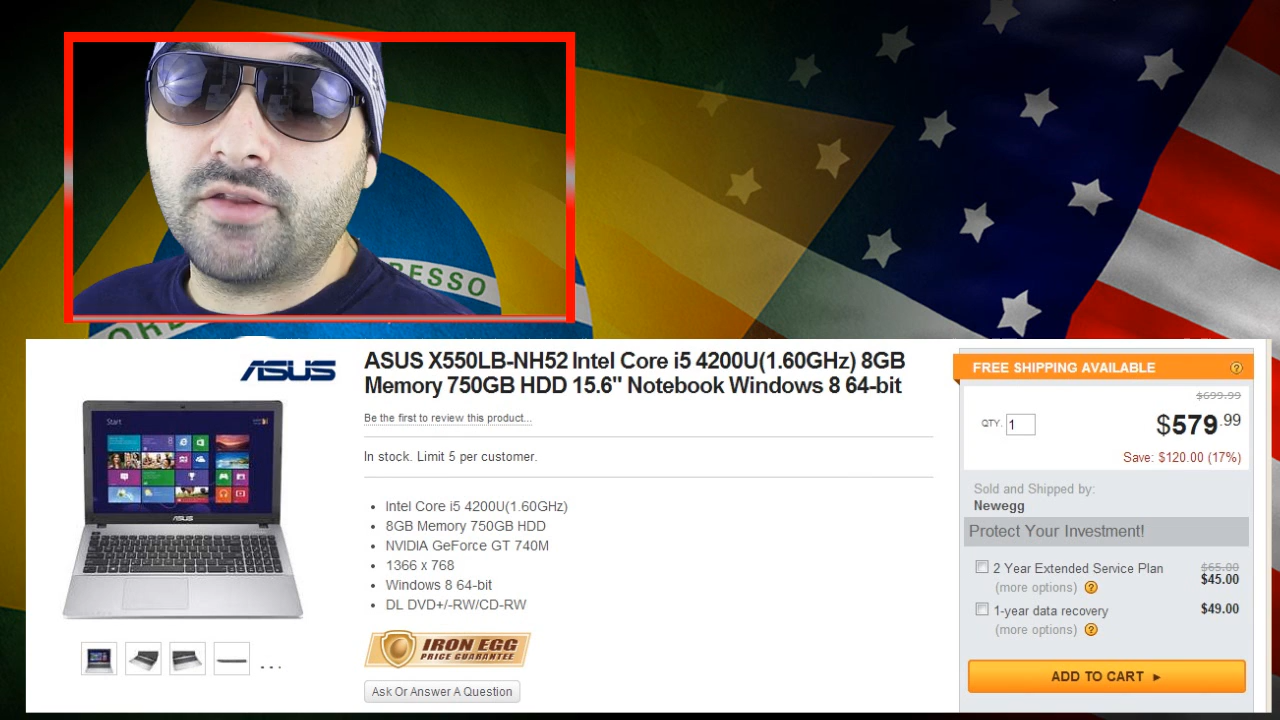 ORD
RESSO
ASUS
ASUS X550LB-NH52 Intel Core i5 4200U(1.60GHz) 8GB
Memory 750GB HDD 15.6" Notebook Windows 8 64-bit
Be the first to review this product...
In stock. Limit 5 per customer.
Start
ASUS
• Intel Core i5 4200U(1.60GHz)
• 8GB Memory 750GB HDD
• NVIDIA GeForce GT 740M
• 1366 x 768
• Windows 8 64-bit
• DL DVD+/-RW/CD-RW
IRON EGG
PRICE GUARANTEE
Ask Or Answer A Question
. . .
FREE SHIPPING AVAILABLE ?
$699.99
QTY. 1 $579.99
Save: $120.00 (17%)
Sold and Shipped by:
Newegg
Protect Your Investment!
2 Year Extended Service Plan $65.00
$45.00
(more options) ?
1-year data recovery $49.00
(more options) ?
ADD TO CART ►